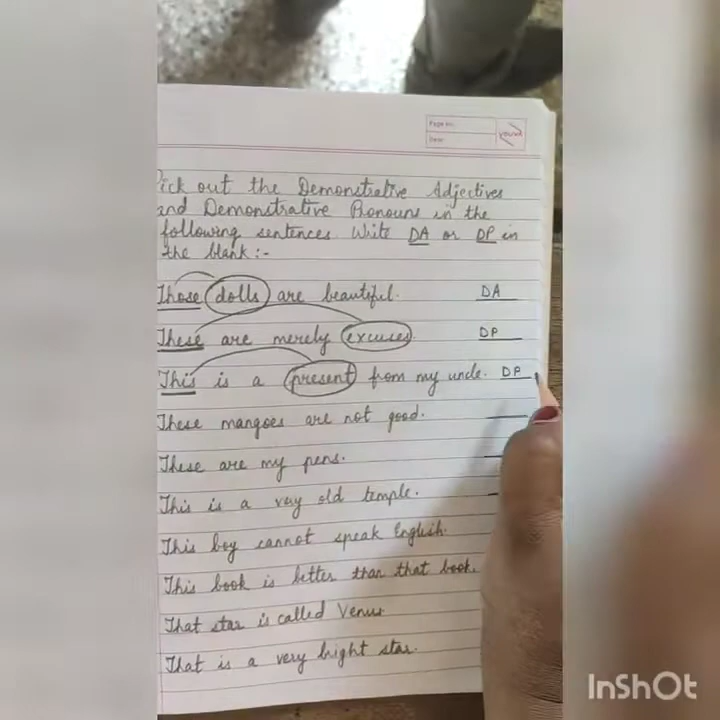 Page No.
Date
YOUVA
Pick out the Demonstrative Adjectives
and Demonstrative Pronouns in the
following sentences. Write DA or DP in
the blank:-
Those dolls are beautiful. DA
These are merely excuses. DP
This is a present from my uncle. DP
These mangoes are not good.
These are my pens.
This is a very old temple.
This boy cannot speak English.
This book is better than that book.
That star is called Venus
That is a very bright star.
InShOt